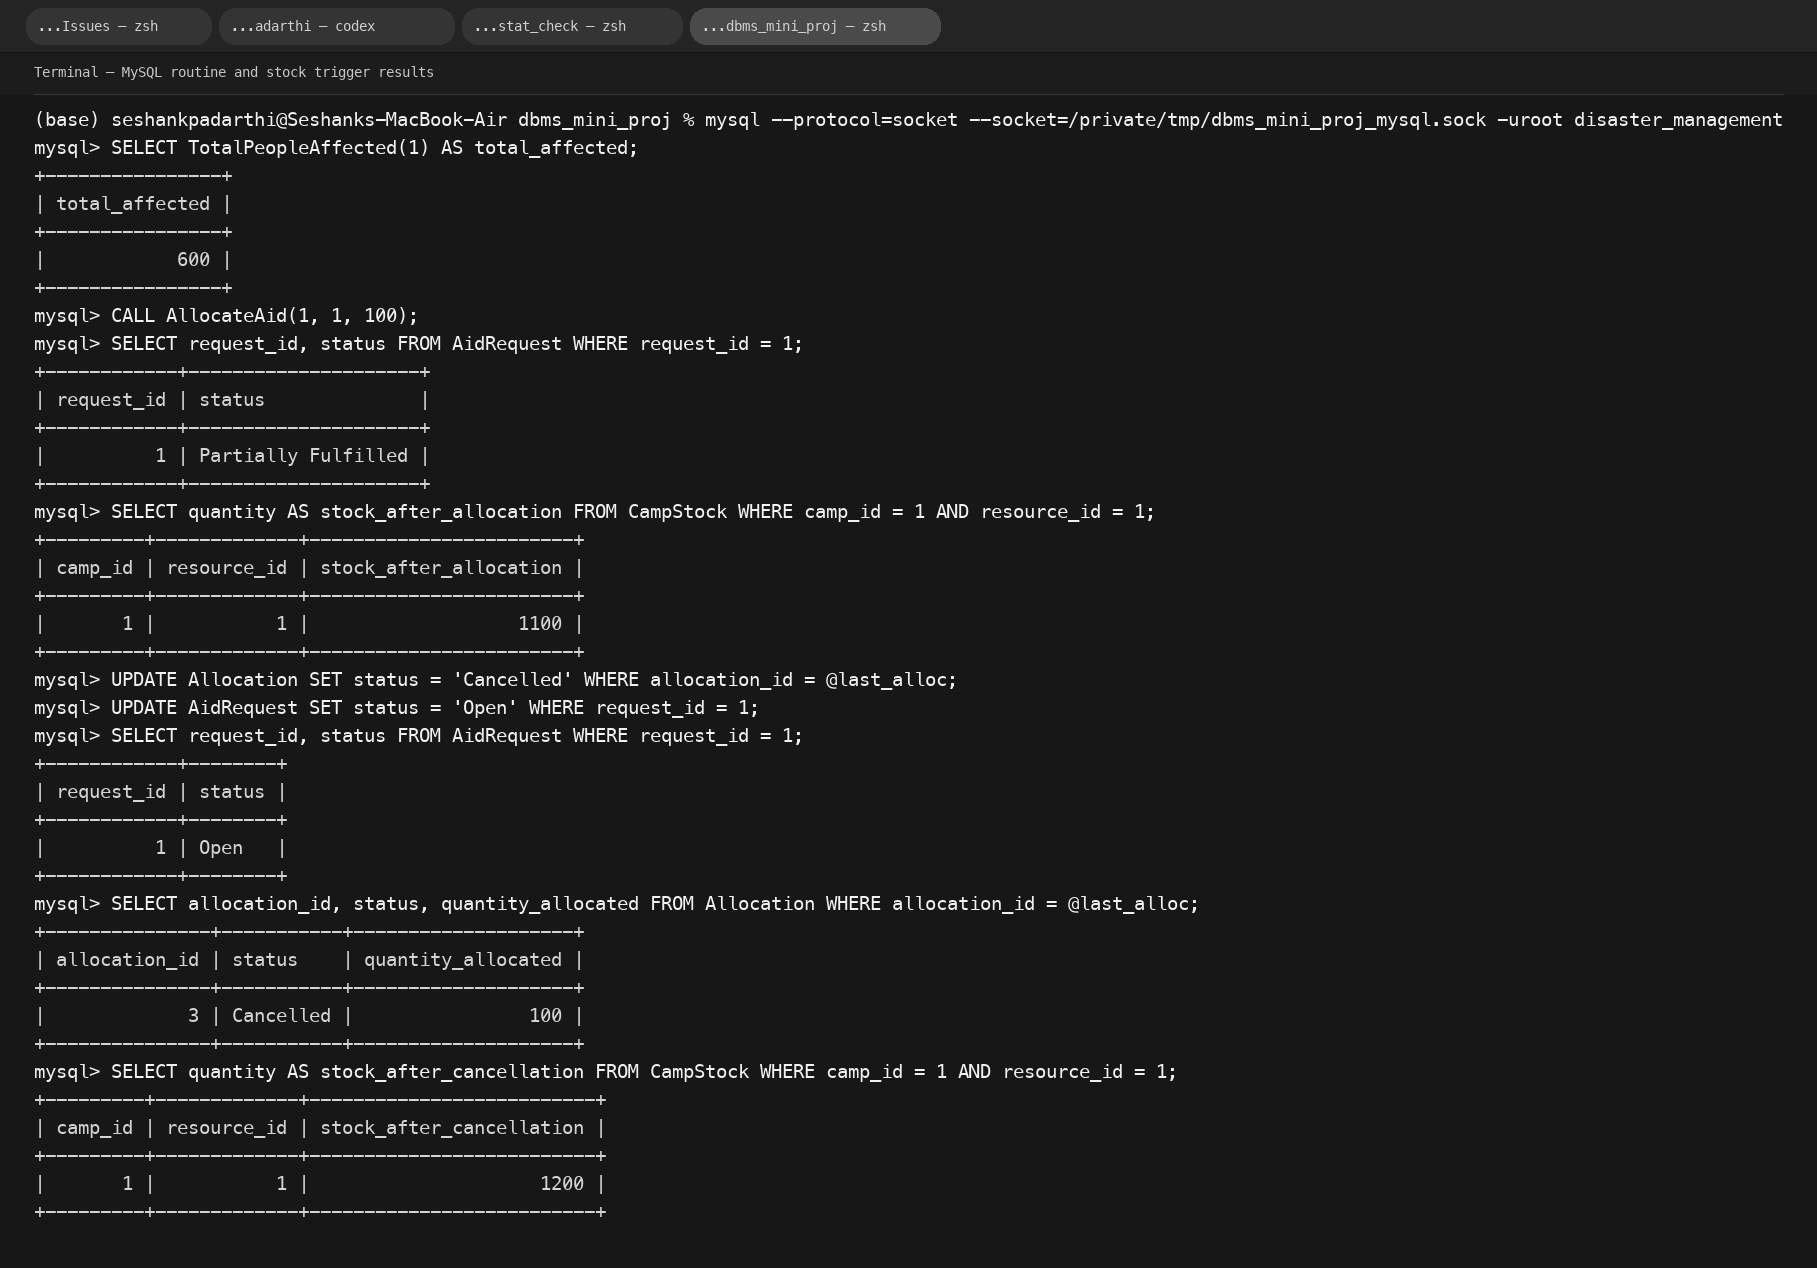 ...Issues — zsh
...adarthi — codex
...stat_check — zsh
...dbms_mini_proj — zsh
Terminal — MySQL routine and stock trigger results
(base) seshankpadarthi@Seshanks-MacBook-Air dbms_mini_proj % mysql --protocol=socket --socket=/private/tmp/dbms_mini_proj_mysql.sock -uroot disaster_management
mysql> SELECT TotalPeopleAffected(1) AS total_affected;
+----------------+
| total_affected |
+----------------+
|            600 |
+----------------+
mysql> CALL AllocateAid(1, 1, 100);
mysql> SELECT request_id, status FROM AidRequest WHERE request_id = 1;
+------------+---------------------+
| request_id | status              |
+------------+---------------------+
|          1 | Partially Fulfilled |
+------------+---------------------+
mysql> SELECT quantity AS stock_after_allocation FROM CampStock WHERE camp_id = 1 AND resource_id = 1;
+---------+-------------+------------------------+
| camp_id | resource_id | stock_after_allocation |
+---------+-------------+------------------------+
|       1 |           1 |                   1100 |
+---------+-------------+------------------------+
mysql> UPDATE Allocation SET status = 'Cancelled' WHERE allocation_id = @last_alloc;
mysql> UPDATE AidRequest SET status = 'Open' WHERE request_id = 1;
mysql> SELECT request_id, status FROM AidRequest WHERE request_id = 1;
+------------+--------+
| request_id | status |
+------------+--------+
|          1 | Open   |
+------------+--------+
mysql> SELECT allocation_id, status, quantity_allocated FROM Allocation WHERE allocation_id = @last_alloc;
+---------------+-----------+--------------------+
| allocation_id | status    | quantity_allocated |
+---------------+-----------+--------------------+
|             3 | Cancelled |                100 |
+---------------+-----------+--------------------+
mysql> SELECT quantity AS stock_after_cancellation FROM CampStock WHERE camp_id = 1 AND resource_id = 1;
+---------+-------------+--------------------------+
| camp_id | resource_id | stock_after_cancellation |
+---------+-------------+--------------------------+
|       1 |           1 |                     1200 |
+---------+-------------+--------------------------+